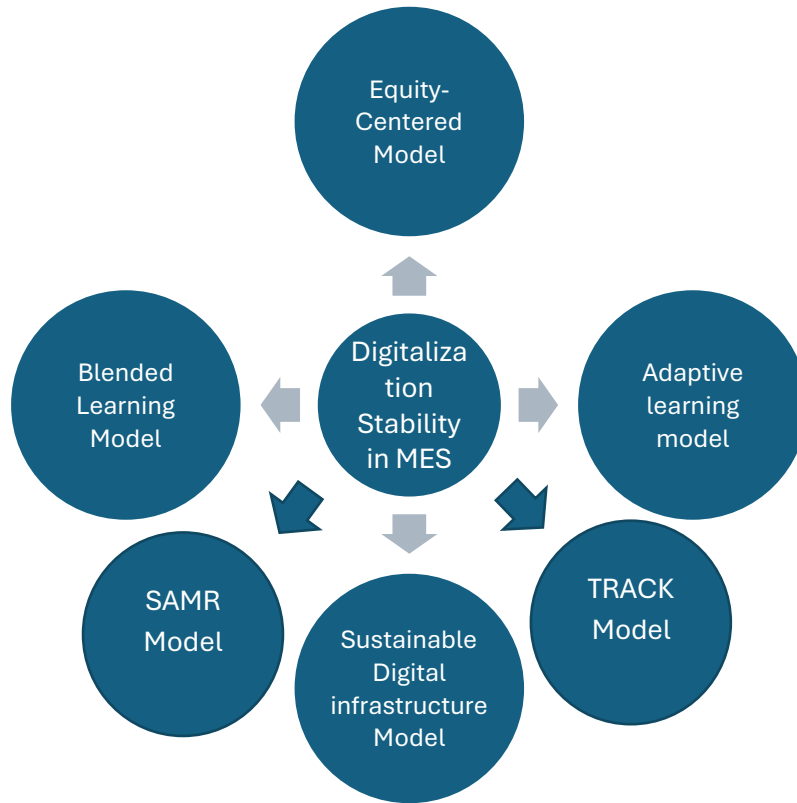 Equity-
Centered
Model
Blended
Learning
Model
Digitaliza
tion
Stability
in MES
Adaptive
learning
model
SAMR
Model
Sustainable
Digital
infrastructure
Model
TRACK
Model